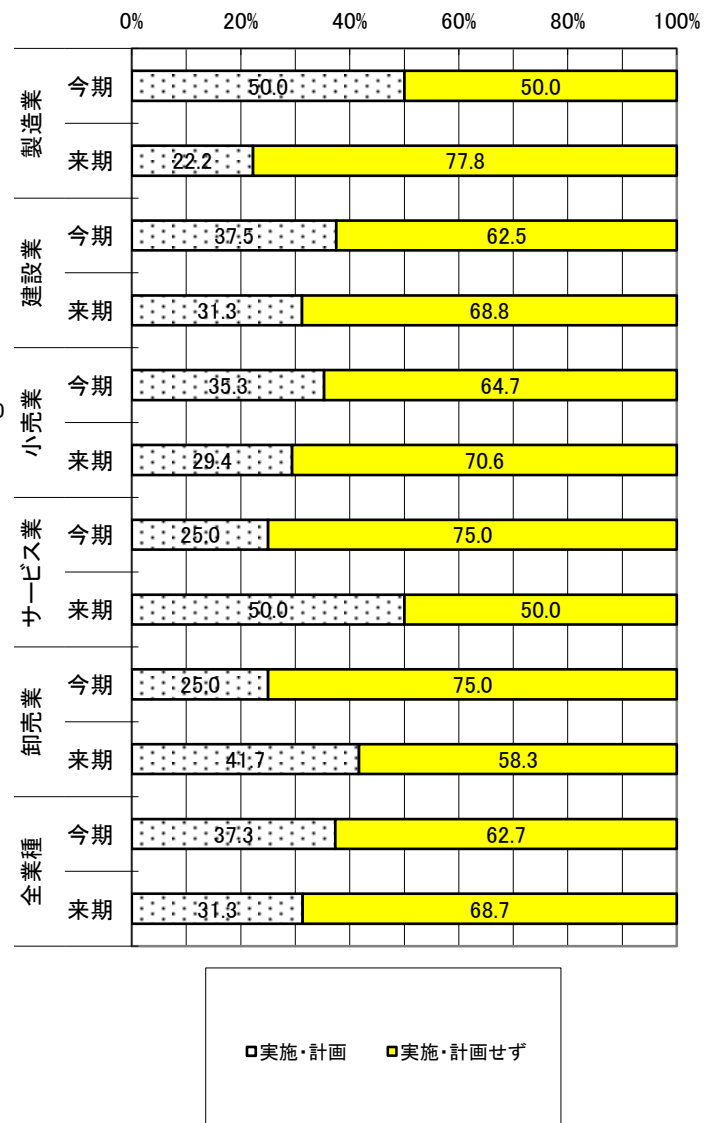 0% 20% 40% 60% 80% 100%
製造業
今期 50.0 50.0
来期 22.2 77.8
建設業
今期 37.5 62.5
来期 31.3 68.8
小売業
今期 35.3 64.7
来期 29.4 70.6
サービス業
今期 25.0 75.0
来期 50.0 50.0
卸売業
今期 25.0 75.0
来期 41.7 58.3
全業種
今期 37.3 62.7
来期 31.3 68.7
実施・計画 実施・計画せず